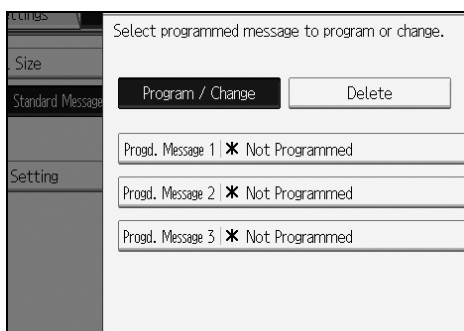 ettings
Select programmed message to program or change.
. Size
Program / Change
Delete
Standard Message
Progd. Message 1 ✱ Not Programmed
Setting
Progd. Message 2 ✱ Not Programmed
Progd. Message 3 ✱ Not Programmed